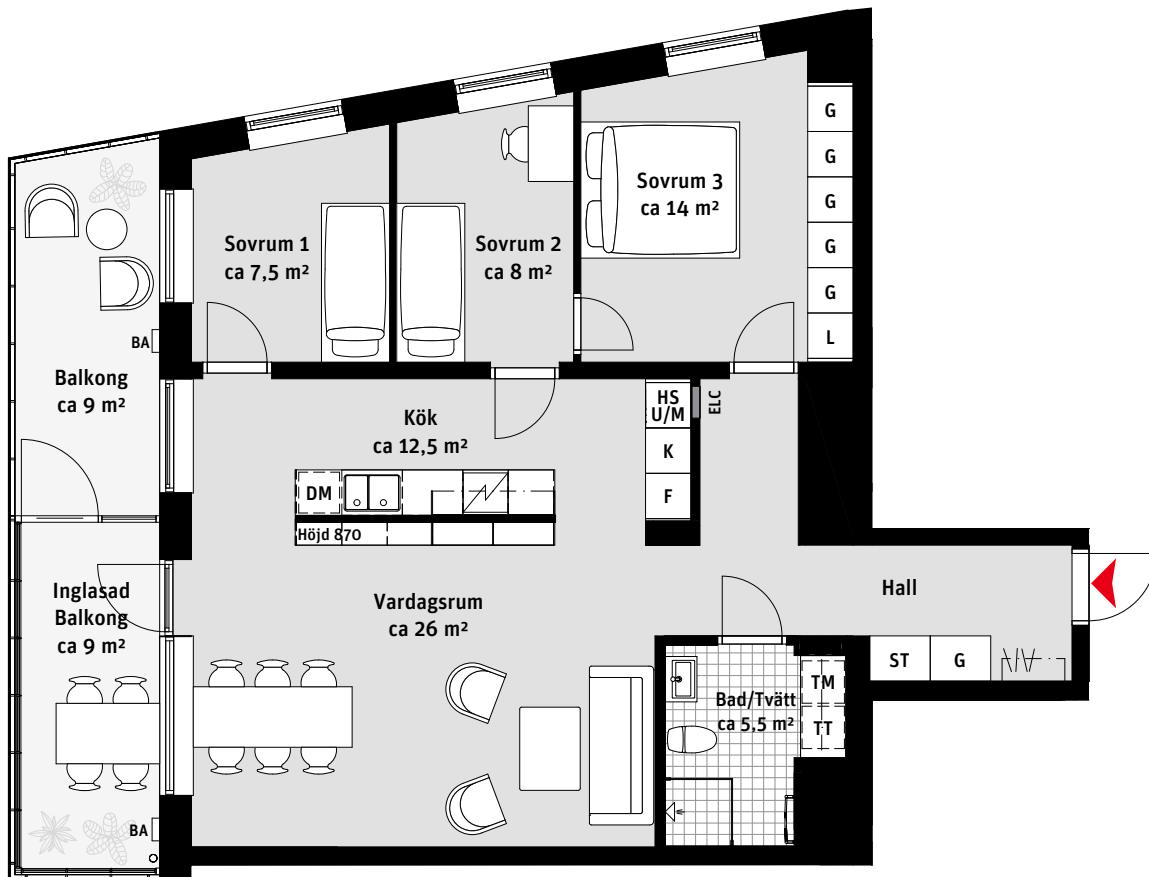 G
G
Sovrum 3
ca 14 m²
G
Sovrum 1
ca 7,5 m²
Sovrum 2
ca 8 m²
G
G
L
BA
Balkong
ca 9 m²
Kök
ca 12,5 m²
HS
U/M
ELC
K
F
DM
Höjd 870
Inglasad
Balkong
ca 9 m²
Vardagsrum
ca 26 m²
Hall
ST
G
Bad/Tvätt
ca 5,5 m²
TM
TT
BA